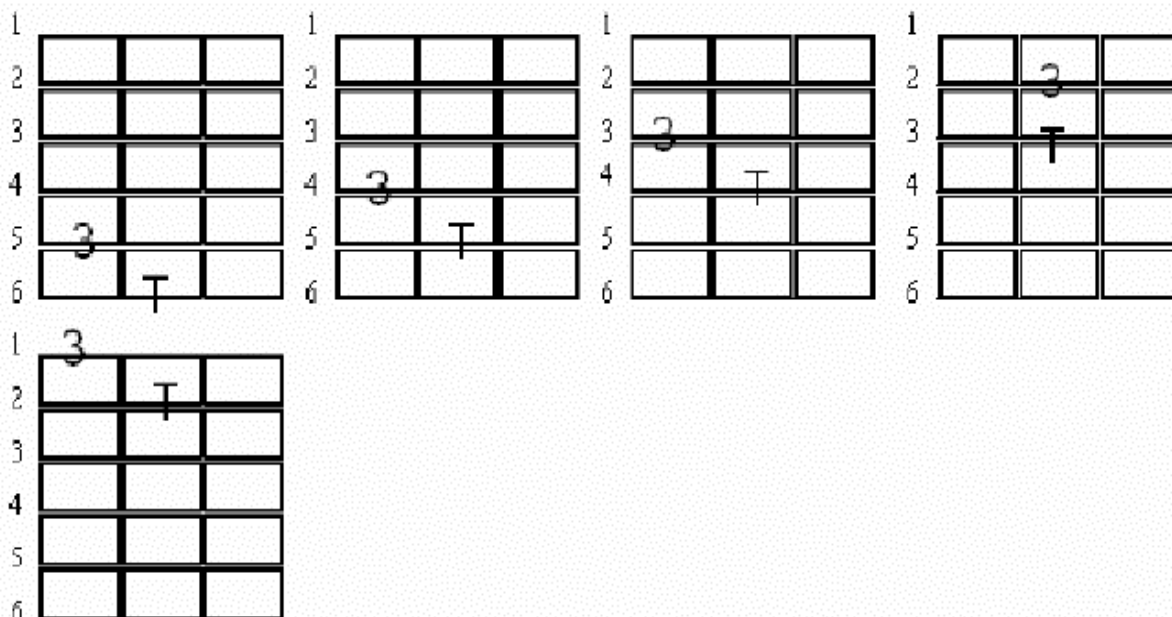 1 1 1 1
2 2 2 2 3
3 3 3 3 3 T
4 4 3 4 T 4
5 3 5 T 5 5
6 T 6 6 6
1 3
2 T
3
4
5
6